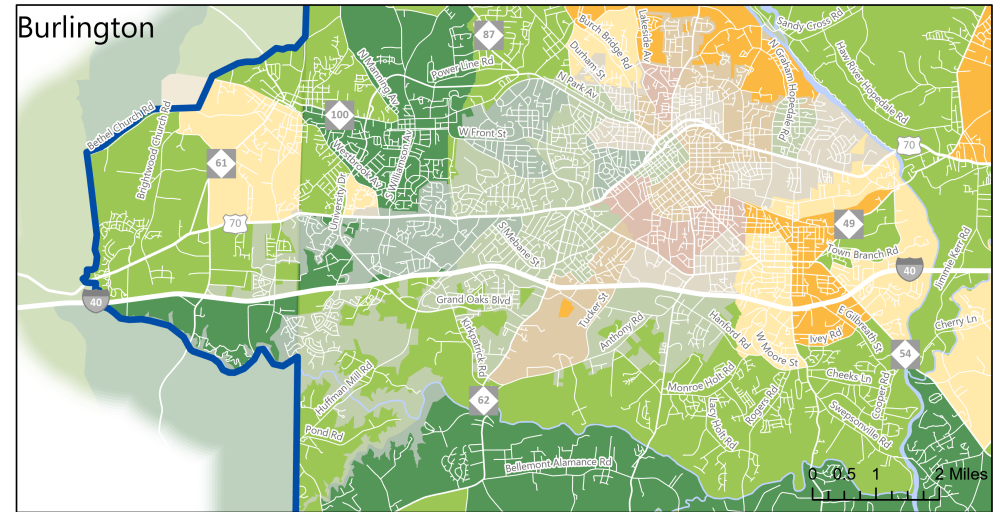 Burlington
87
Burch Bridge Rd
Lakeside Av
Sandy Cross Rd
Durham St
N Graham Hopedale Rd
Haw River Hopedale Rd
N Manning Av
Power Line Rd
N Park Av
100
Bethel Church Rd
Brightwood Church Rd
W Front St
70
61
Westbrook Av
S Williamson Av
University Dr
70
S Mebane St
49
Town Branch Rd
Jimmie Kerr Rd
40
40
Grand Oaks Blvd
Tucker St
Kirkpatrick Rd
Anthony Rd
Hanford Rd
W Moore St
Ivey Rd
E Gilbreath St
Cherry Ln
54
Huffman Mill Rd
Monroe Holt Rd
Cheeks Ln
Cooper Rd
62
Lacy Holt Rd
Rogers Rd
Swepsonville Rd
Pond Rd
Bellemont Alamance Rd
0 0.5 1 2 Miles